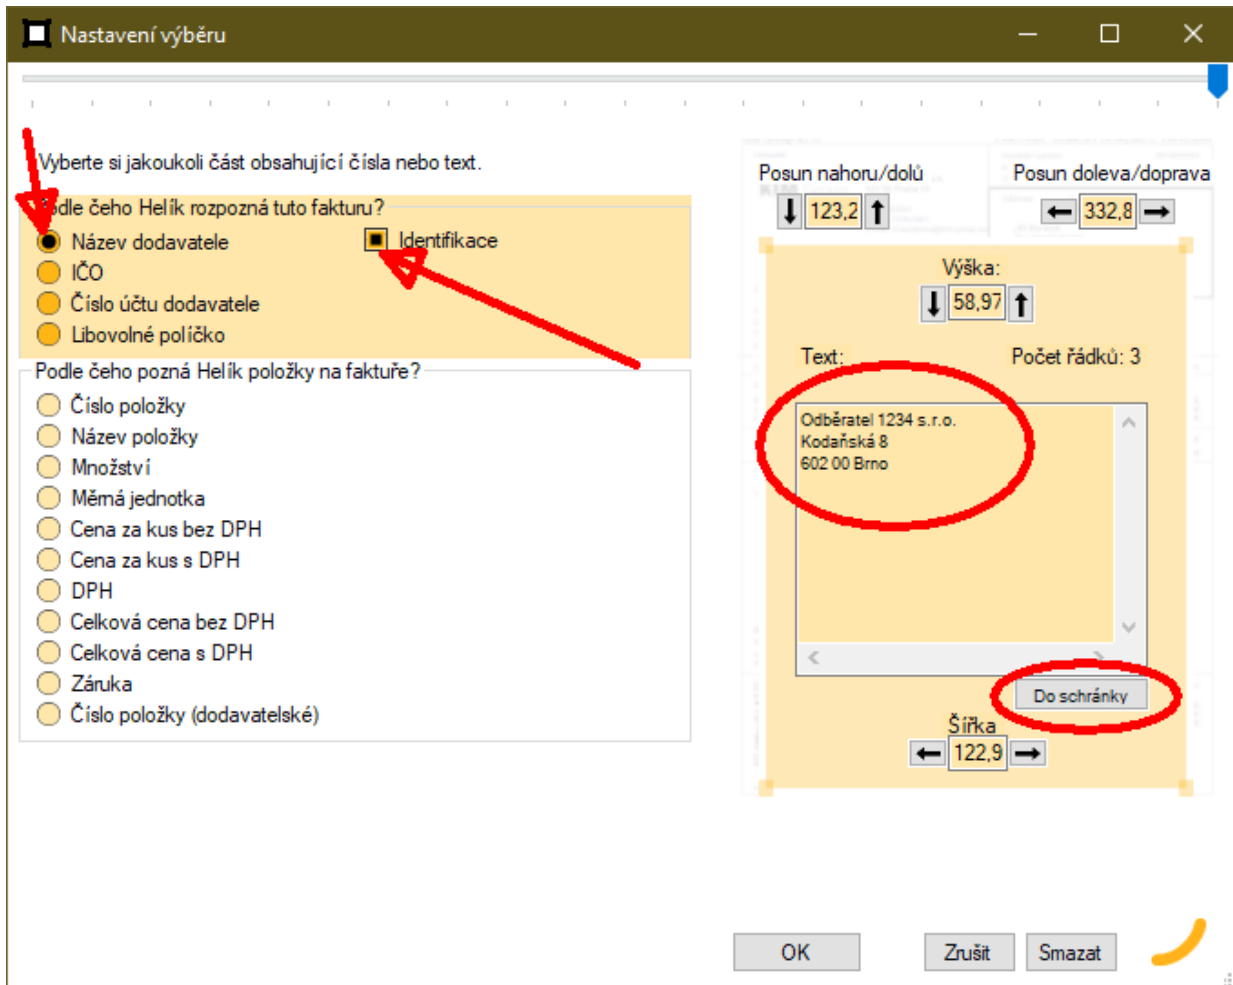 Nastavení výběru
Vyberte si jakoukoli část obsahující čísla nebo text.
Podle čeho Helík rozpozná tuto fakturu?
Název dodavatele
Identifikace
IČO
Číslo účtu dodavatele
Libovolné políčko
Podle čeho pozná Helík položky na faktuře?
Číslo položky
Název položky
Množství
Měrná jednotka
Cena za kus bez DPH
Cena za kus s DPH
DPH
Celková cena bez DPH
Celková cena s DPH
Záruka
Číslo položky (dodavatelské)
Posun nahoru/dolů
Posun doleva/doprava
123,2
332,8
Výška:
58,97
Text:
Počet řádků: 3
Odběratel 1234 s.r.o.
Kodaňská 8
602 00 Brno
Do schránky
Šířka
122,9
OK
Zrušit
Smazat